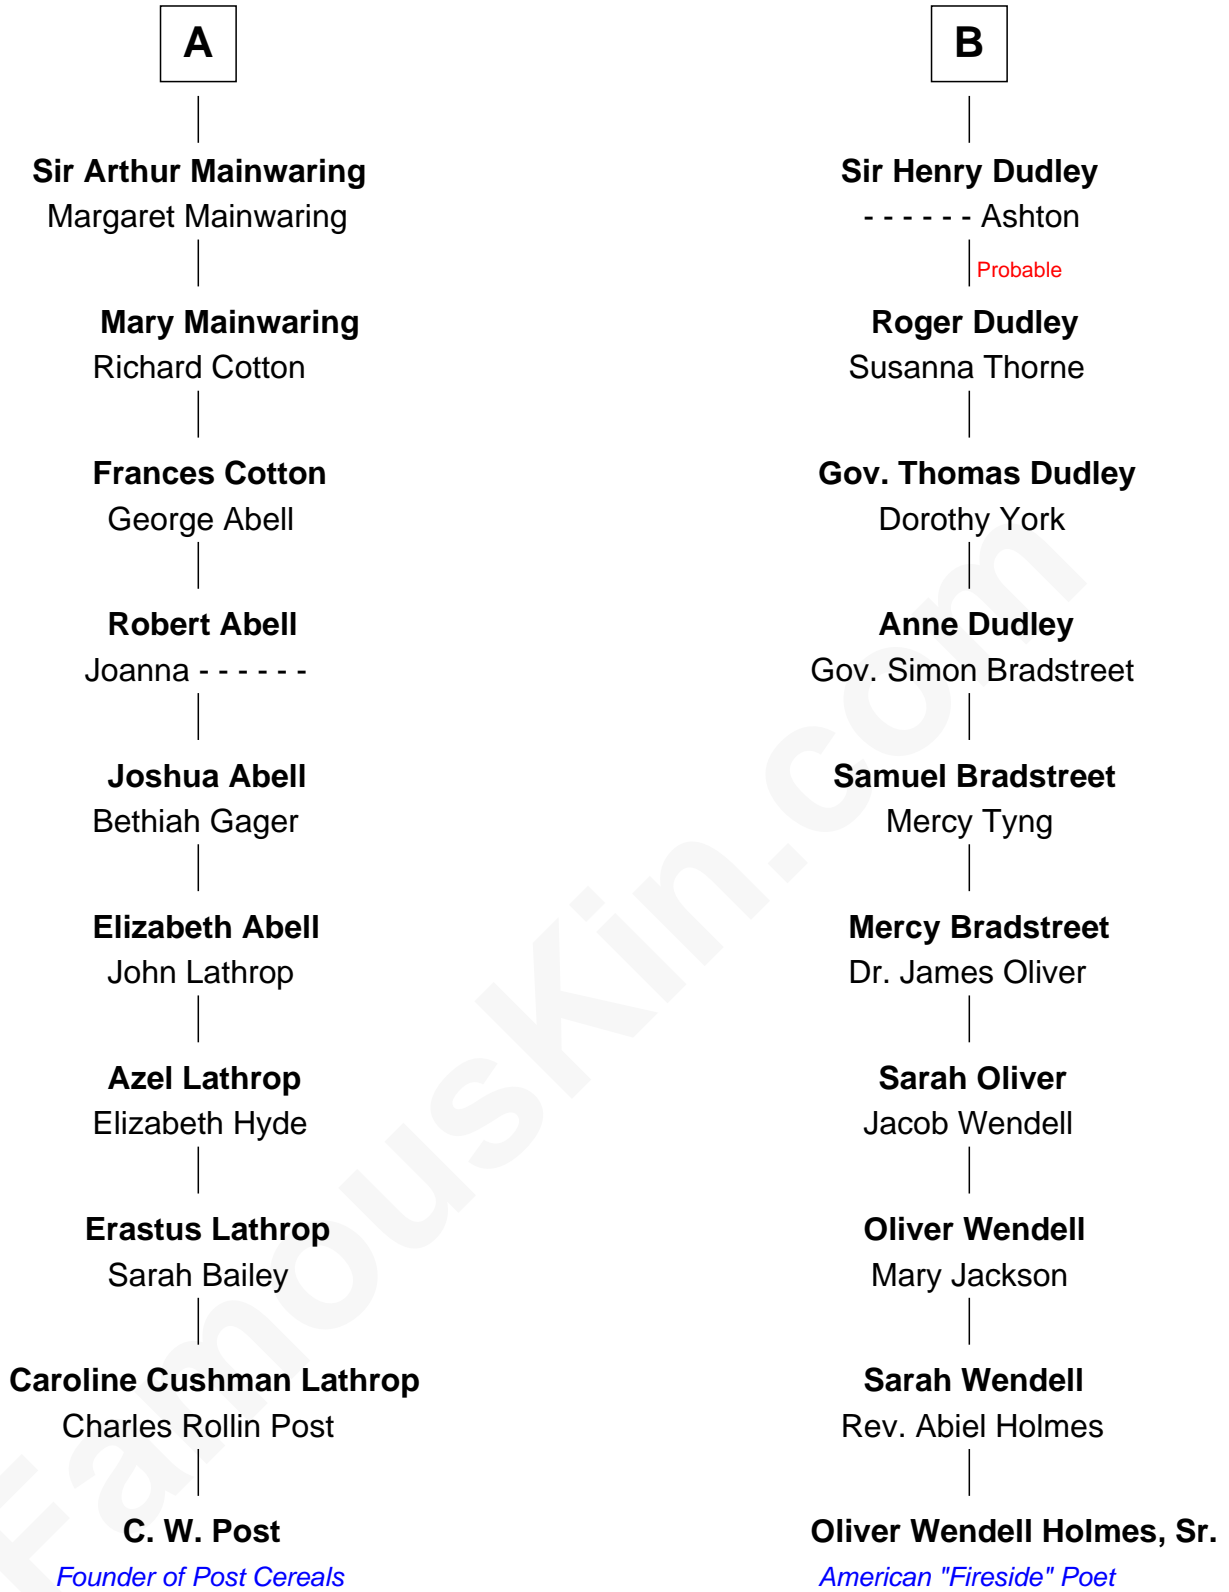 A
Sir Arthur Mainwaring
Margaret Mainwaring
Mary Mainwaring
Richard Cotton
Frances Cotton
George Abell
Robert Abell
Joanna - - - - - -
Joshua Abell
Bethiah Gager
Elizabeth Abell
John Lathrop
Azel Lathrop
Elizabeth Hyde
Erastus Lathrop
Sarah Bailey
Caroline Cushman Lathrop
Charles Rollin Post
C. W. Post
Founder of Post Cereals
B
Sir Henry Dudley
- - - - - - Ashton
Probable
Roger Dudley
Susanna Thorne
Gov. Thomas Dudley
Dorothy York
Anne Dudley
Gov. Simon Bradstreet
Samuel Bradstreet
Mercy Tyng
Mercy Bradstreet
Dr. James Oliver
Sarah Oliver
Jacob Wendell
Oliver Wendell
Mary Jackson
Sarah Wendell
Rev. Abiel Holmes
Oliver Wendell Holmes, Sr.
American "Fireside" Poet
FamousKin.com